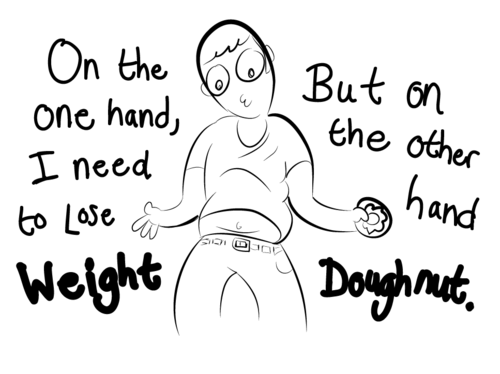 On the
one hand,
I need
to Lose
Weight
But on
the other
hand
Doughnut.